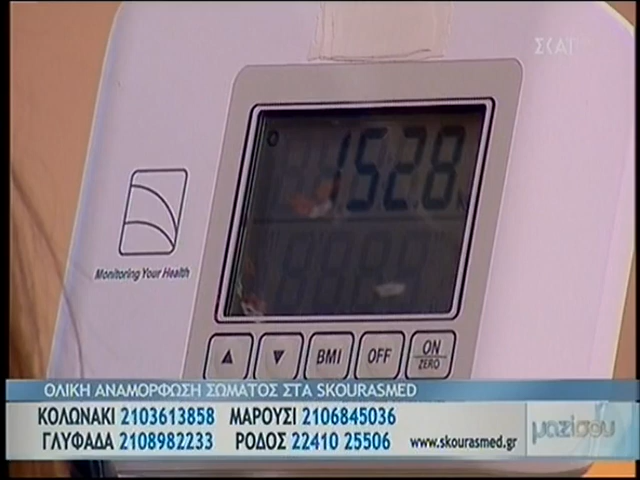 ΣΚΑΪ
152.8
Monitoring Your Health
BMI
OFF
ON
ZERO
ΟΛΙΚΗ ΑΝΑΜΟΡΦΩΣΗ ΣΩΜΑΤΟΣ ΣΤΑ SKOURASMED
ΚΟΛΩΝΑΚΙ 2103613858 ΜΑΡΟΥΣΙ 2106845036
ΓΛΥΦΑΔΑ 2108982233 ΡΟΔΟΣ 22410 25506 www.skourasmed.gr
μαζί σου